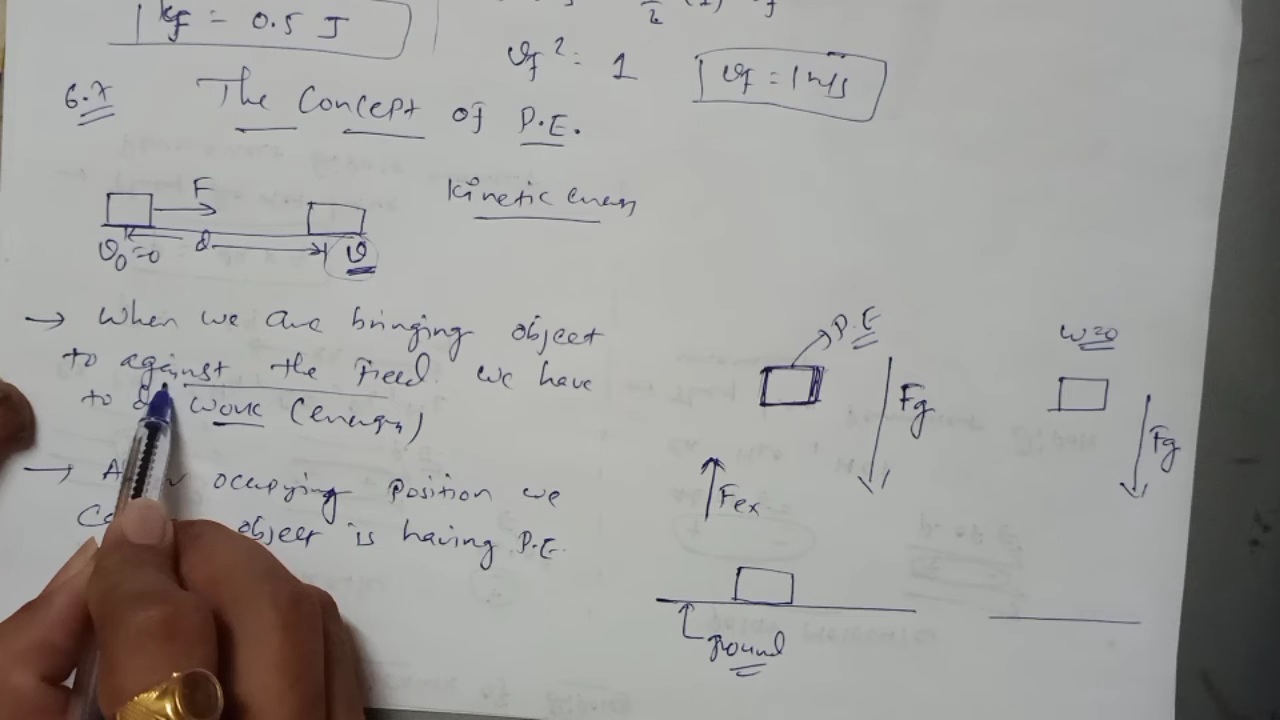 kf = 0.5 J
vf² = 1
vf = 1 m/s
6.7 The Concept of P.E.
F
Kinetic energy
v₀=0 d v
→ When we are bringing object
to against the Field. we have
to work (energy)
→ occupying position we
object is having P.E.
P.E
Fg
Fex
ground
w=0
Fg